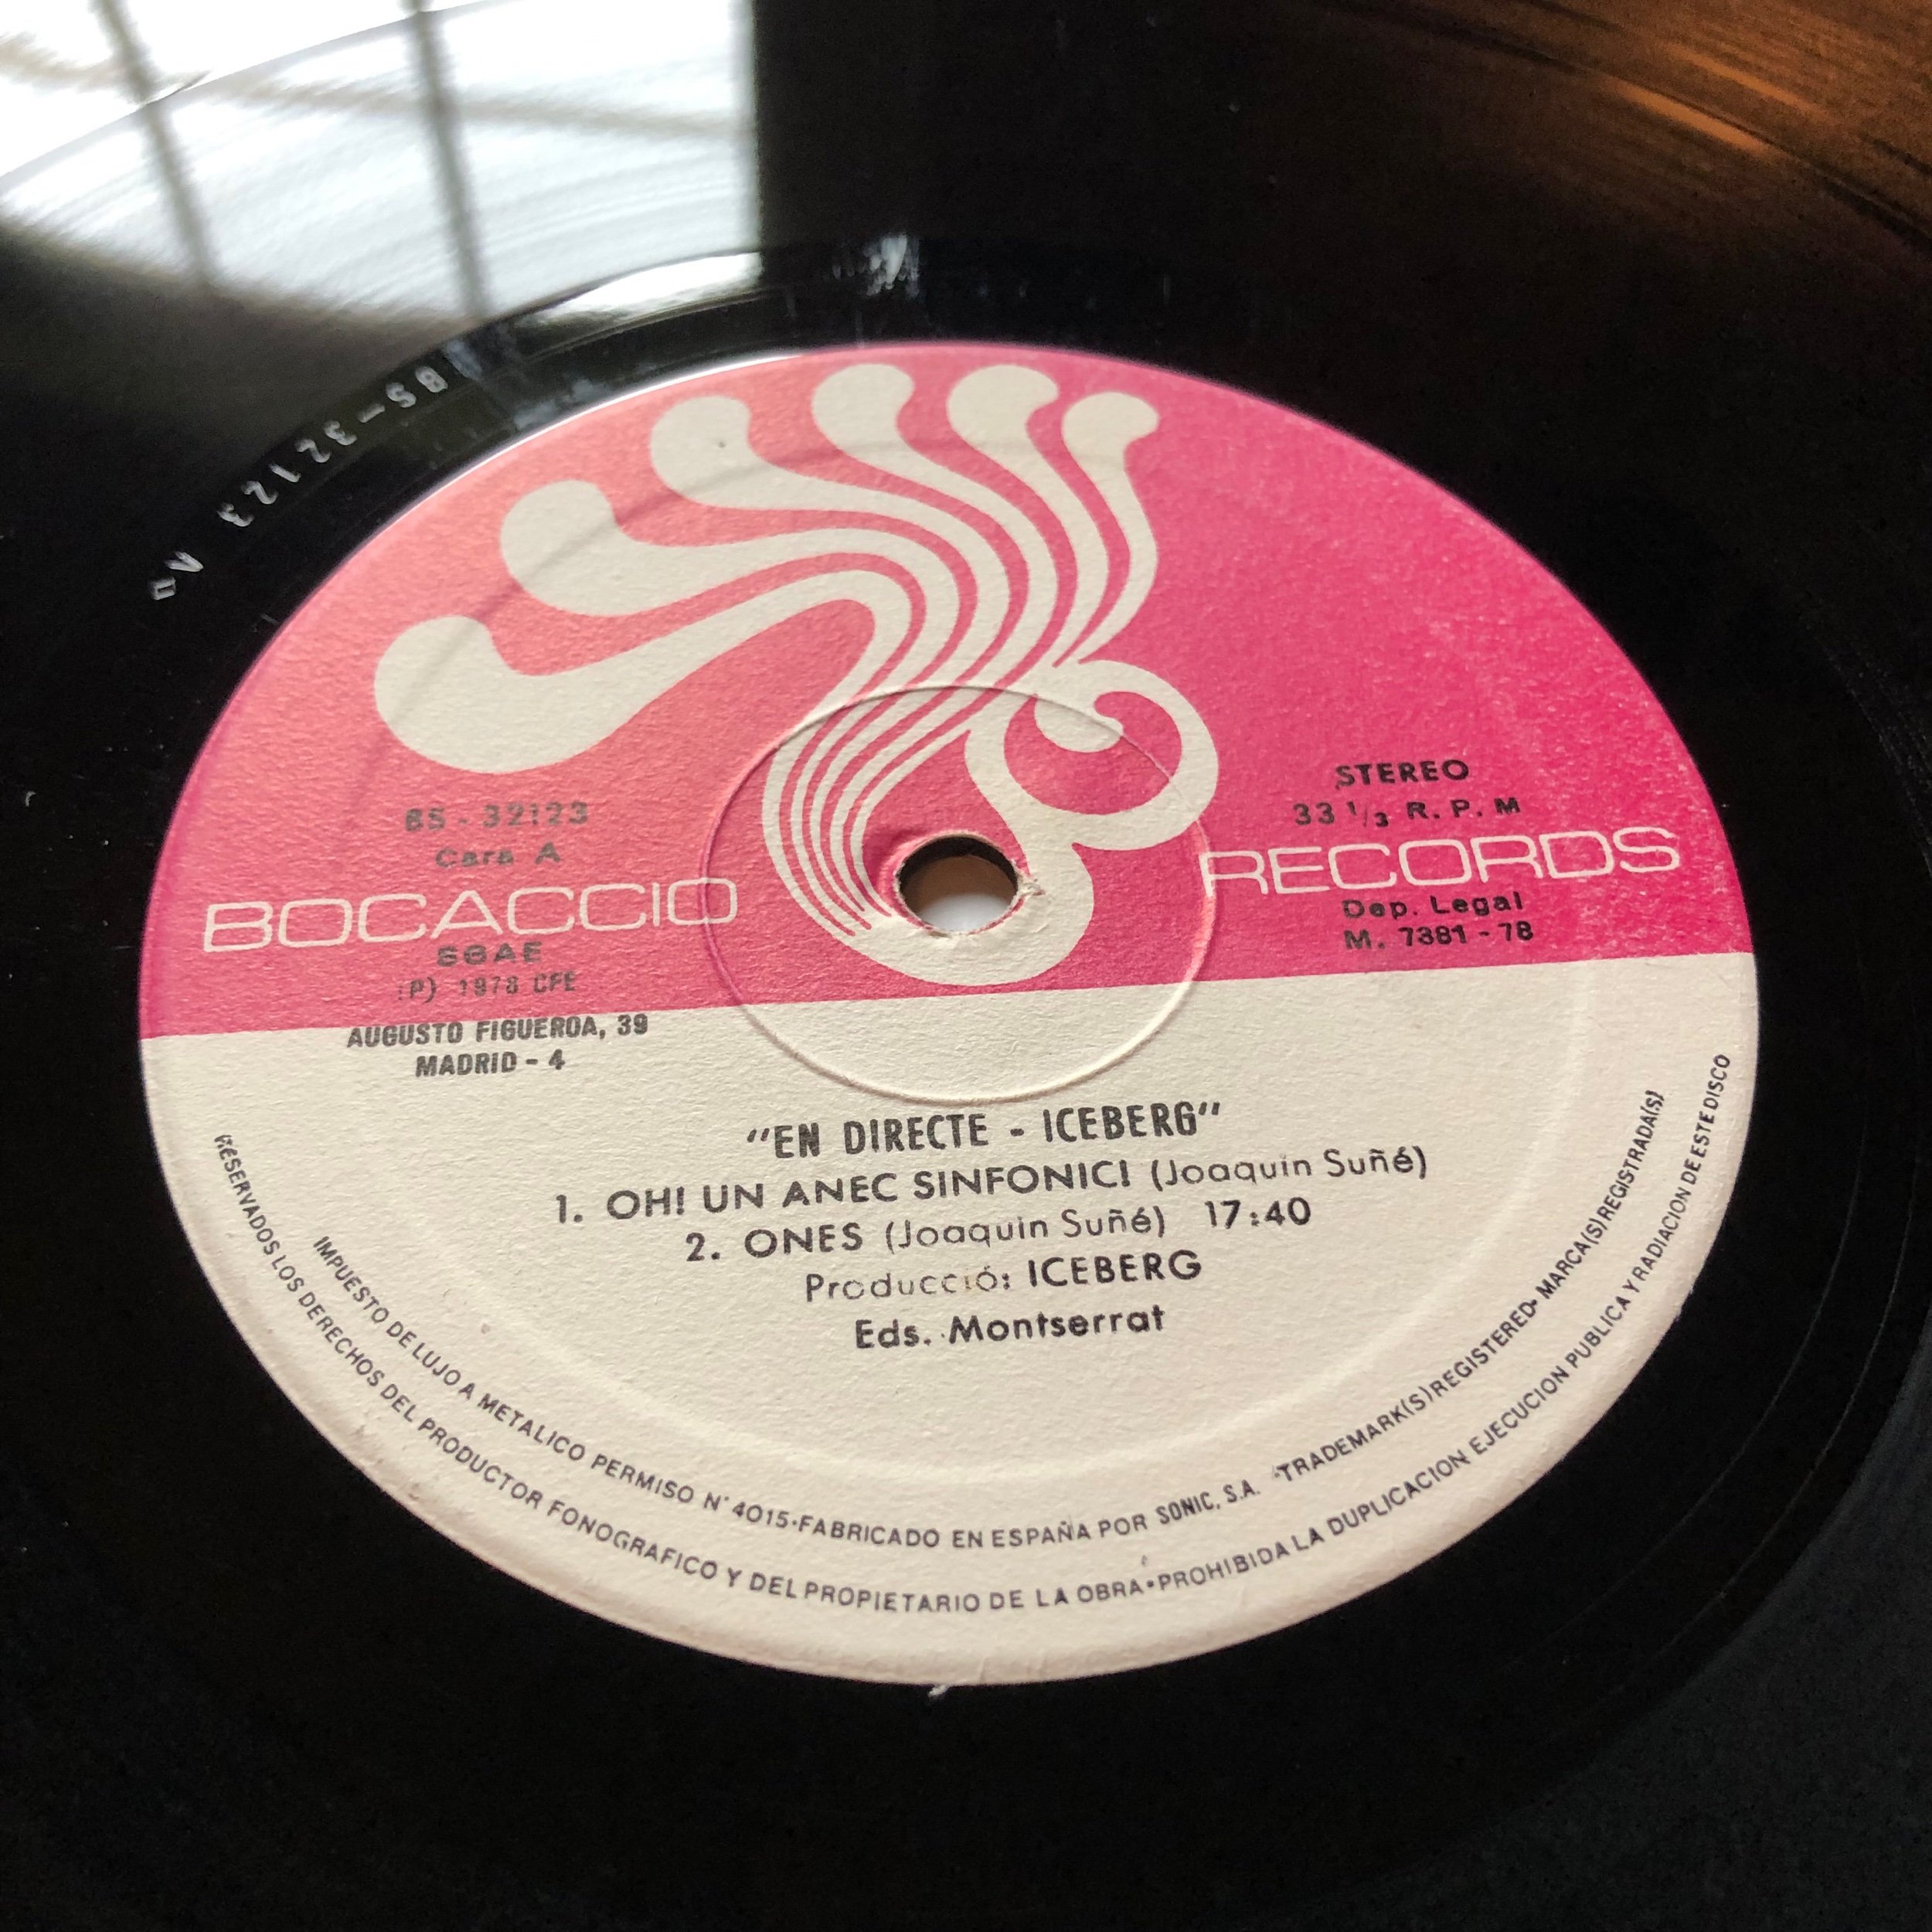 BS-32123 A
BS - 32123
Cara A
BOCACCIO
SGAE
(P) 1978 CFE
AUGUSTO FIGUEROA, 39
MADRID - 4
STEREO
33 1/3 R. P. M
RECORDS
Dep. Legal
M. 7381 - 78
"EN DIRECTE - ICEBERG"
1. OH! UN ANEC SINFONIC! (Joaquin Suñé)
2. ONES (Joaquin Suñé) 17:40
Producció: ICEBERG
Eds. Montserrat
IMPUESTO DE LUJO A METALICO PERMISO N° 4015·FABRICADO EN ESPAÑA POR SONIC, S.A. ·TRADEMARK(S) REGISTERED· MARCA(S) REGISTRADA(S)
RESERVADOS LOS DERECHOS DEL PRODUCTOR FONOGRAFICO Y DEL PROPIETARIO DE LA OBRA·PROHIBIDA LA DUPLICACION EJECUCION PUBLICA Y RADIACION DE ESTE DISCO